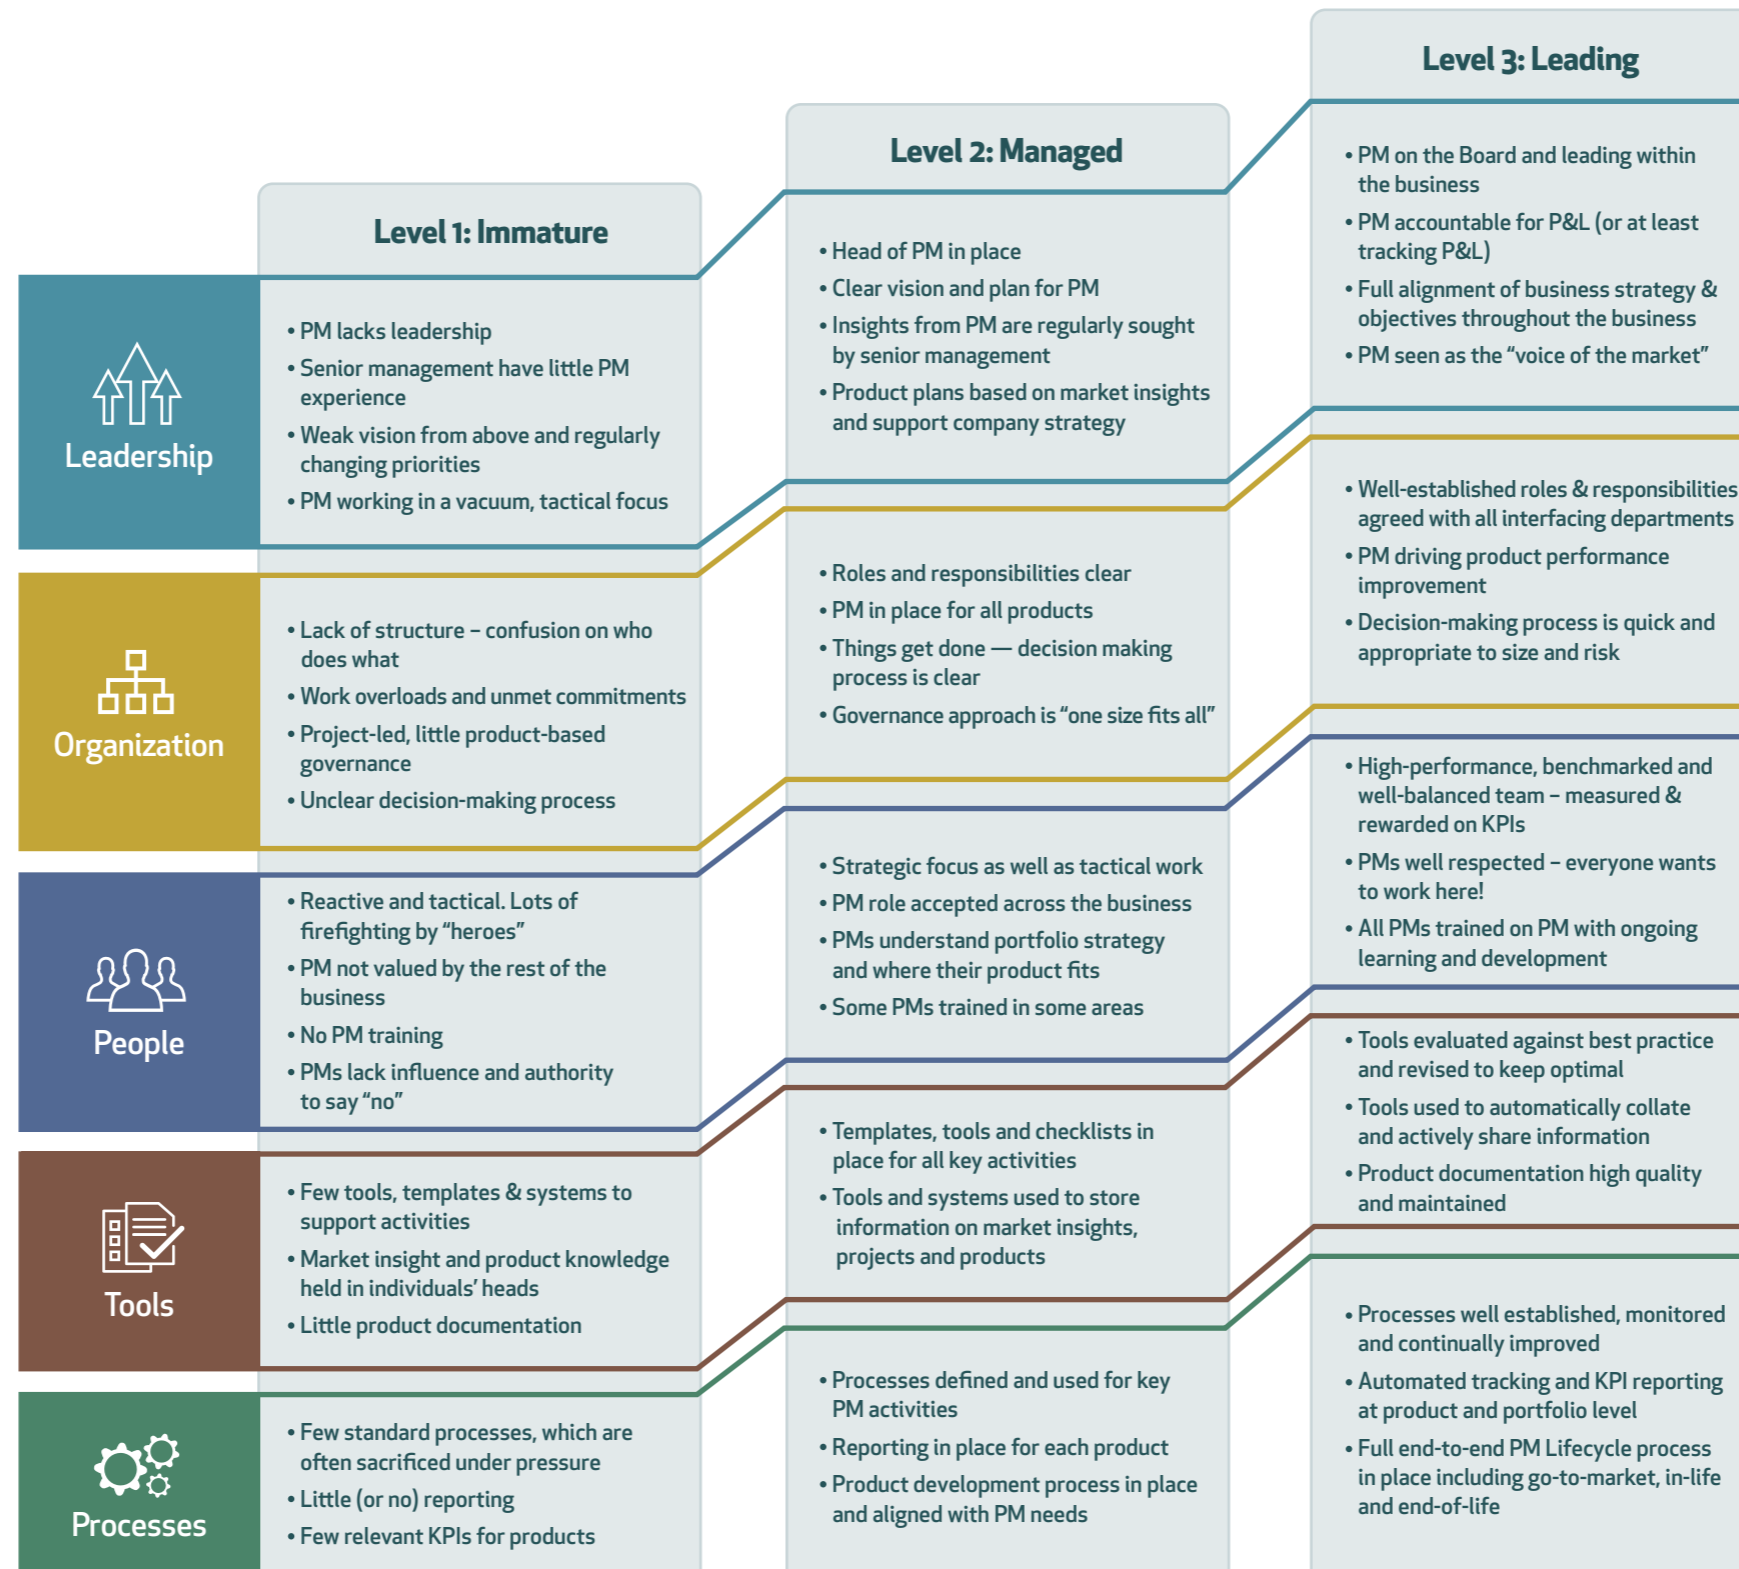 Level 1: Immature
Level 2: Managed
Level 3: Leading
Leadership
• PM lacks leadership
• Senior management have little PM
experience
• Weak vision from above and regularly
changing priorities
• PM working in a vacuum, tactical focus
• Head of PM in place
• Clear vision and plan for PM
• Insights from PM are regularly sought
by senior management
• Product plans based on market insights
and support company strategy
• PM on the Board and leading within
the business
• PM accountable for P&L (or at least
tracking P&L)
• Full alignment of business strategy &
objectives throughout the business
• PM seen as the “voice of the market”
Organization
• Lack of structure – confusion on who
does what
• Work overloads and unmet commitments
• Project-led, little product-based
governance
• Unclear decision-making process
• Roles and responsibilities clear
• PM in place for all products
• Things get done — decision making
process is clear
• Governance approach is “one size fits all”
• Well-established roles & responsibilities
agreed with all interfacing departments
• PM driving product performance
improvement
• Decision-making process is quick and
appropriate to size and risk
People
• Reactive and tactical. Lots of
firefighting by “heroes”
• PM not valued by the rest of the
business
• No PM training
• PMs lack influence and authority
to say “no”
• Strategic focus as well as tactical work
• PM role accepted across the business
• PMs understand portfolio strategy
and where their product fits
• Some PMs trained in some areas
• High-performance, benchmarked and
well-balanced team – measured &
rewarded on KPIs
• PMs well respected – everyone wants
to work here!
• All PMs trained on PM with ongoing
learning and development
Tools
• Few tools, templates & systems to
support activities
• Market insight and product knowledge
held in individuals’ heads
• Little product documentation
• Templates, tools and checklists in
place for all key activities
• Tools and systems used to store
information on market insights,
projects and products
• Tools evaluated against best practice
and revised to keep optimal
• Tools used to automatically collate
and actively share information
• Product documentation high quality
and maintained
Processes
• Few standard processes, which are
often sacrificed under pressure
• Little (or no) reporting
• Few relevant KPIs for products
• Processes defined and used for key
PM activities
• Reporting in place for each product
• Product development process in place
and aligned with PM needs
• Processes well established, monitored
and continually improved
• Automated tracking and KPI reporting
at product and portfolio level
• Full end-to-end PM Lifecycle process
in place including go-to-market, in-life
and end-of-life